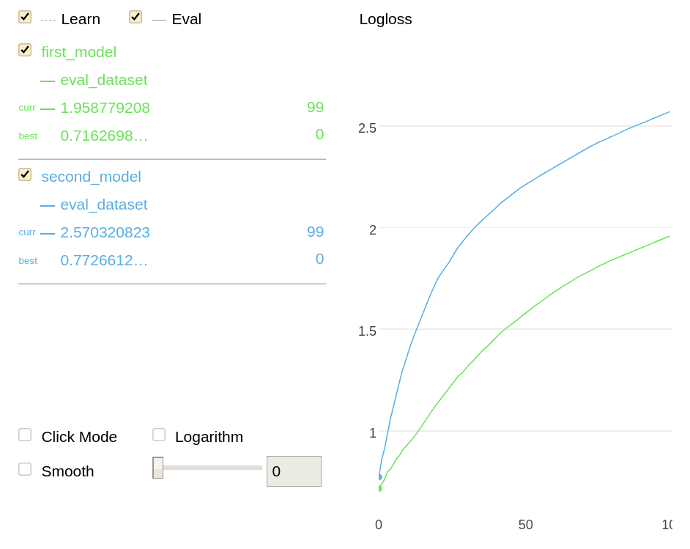 Learn
Eval
first_model
eval_dataset
curr 1.958779208 99
best 0.7162698… 0
second_model
eval_dataset
curr 2.570320823 99
best 0.7726612… 0
Click Mode
Logarithm
Smooth
0
Logloss
2.5
2
1.5
1
0 50